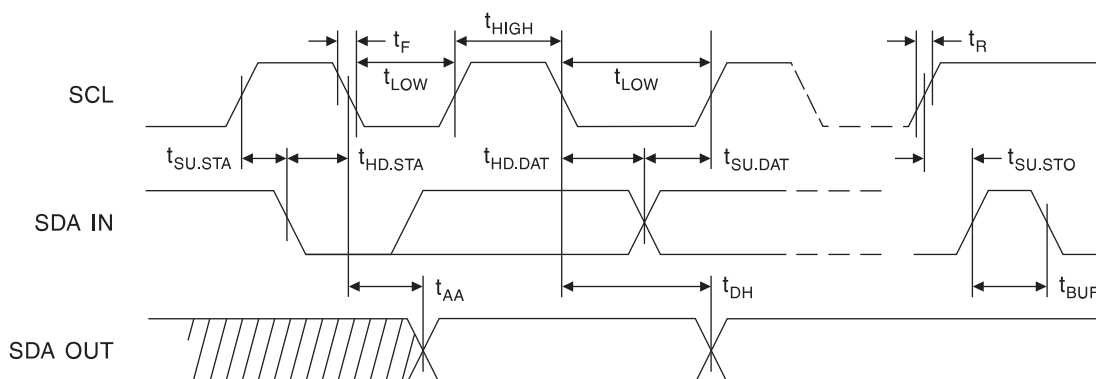 tHIGH
tF
tR
tLOW
tLOW
SCL
tSU.STA
tHD.STA
tHD.DAT
tSU.DAT
tSU.STO
SDA IN
tAA
tDH
tBUF
SDA OUT